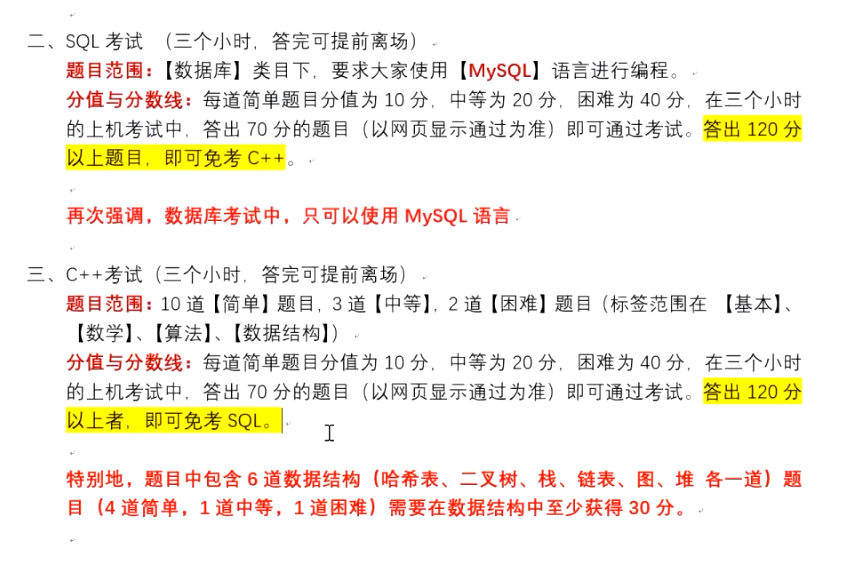 二、SQL 考试 （三个小时，答完可提前离场）
题目范围：【数据库】类目下，要求大家使用【MySQL】语言进行编程。
分值与分数线：每道简单题目分值为 10 分，中等为 20 分，困难为 40 分，在三个小时
的上机考试中，答出 70 分的题目（以网页显示通过为准）即可通过考试。答出 120 分
以上题目，即可免考 C++。
再次强调，数据库考试中，只可以使用 MySQL 语言
三、C++考试（三个小时，答完可提前离场）
题目范围：10 道【简单】题目，3 道【中等】，2 道【困难】题目（标签范围在 【基本】、
【数学】、【算法】、【数据结构】）
分值与分数线：每道简单题目分值为 10 分，中等为 20 分，困难为 40 分，在三个小时
的上机考试中，答出 70 分的题目（以网页显示通过为准）即可通过考试。答出 120 分
以上者，即可免考 SQL。
特别地，题目中包含 6 道数据结构（哈希表、二叉树、栈、链表、图、堆 各一道）题
目（4 道简单，1 道中等，1 道困难）需要在数据结构中至少获得 30 分。